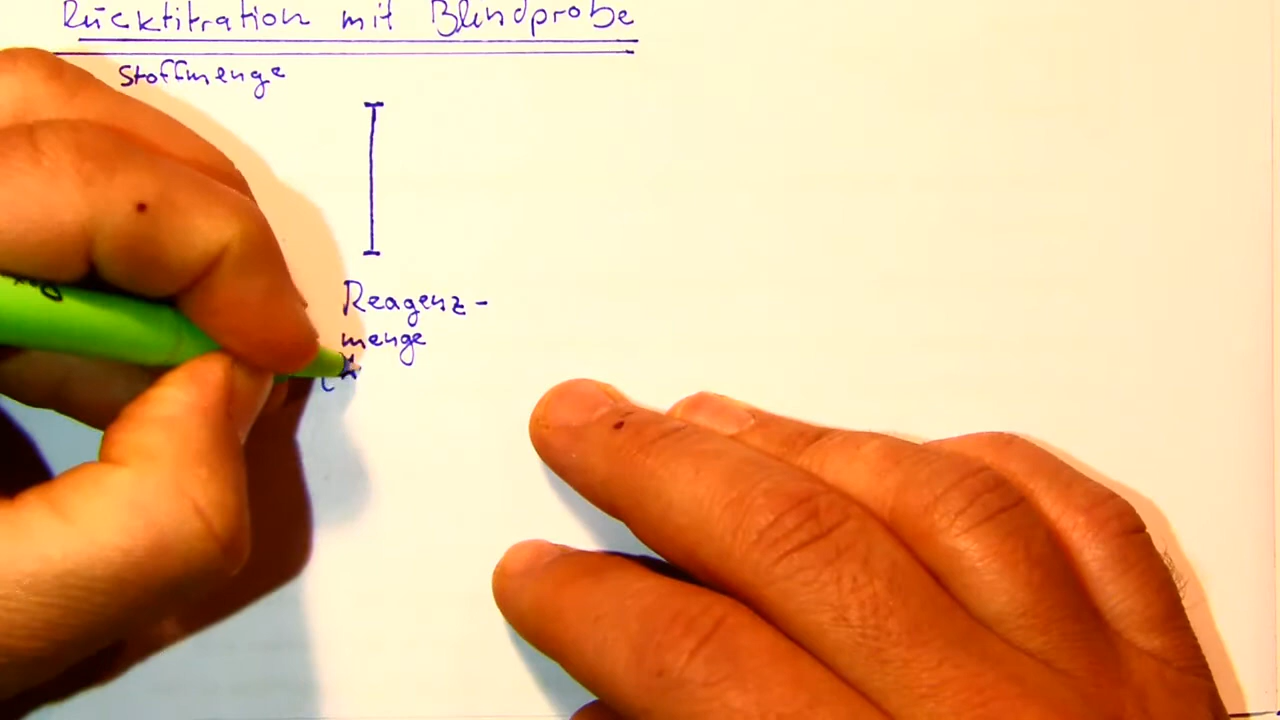 Rücktitration mit Blindprobe
Stoffmenge
Reagenz-
menge